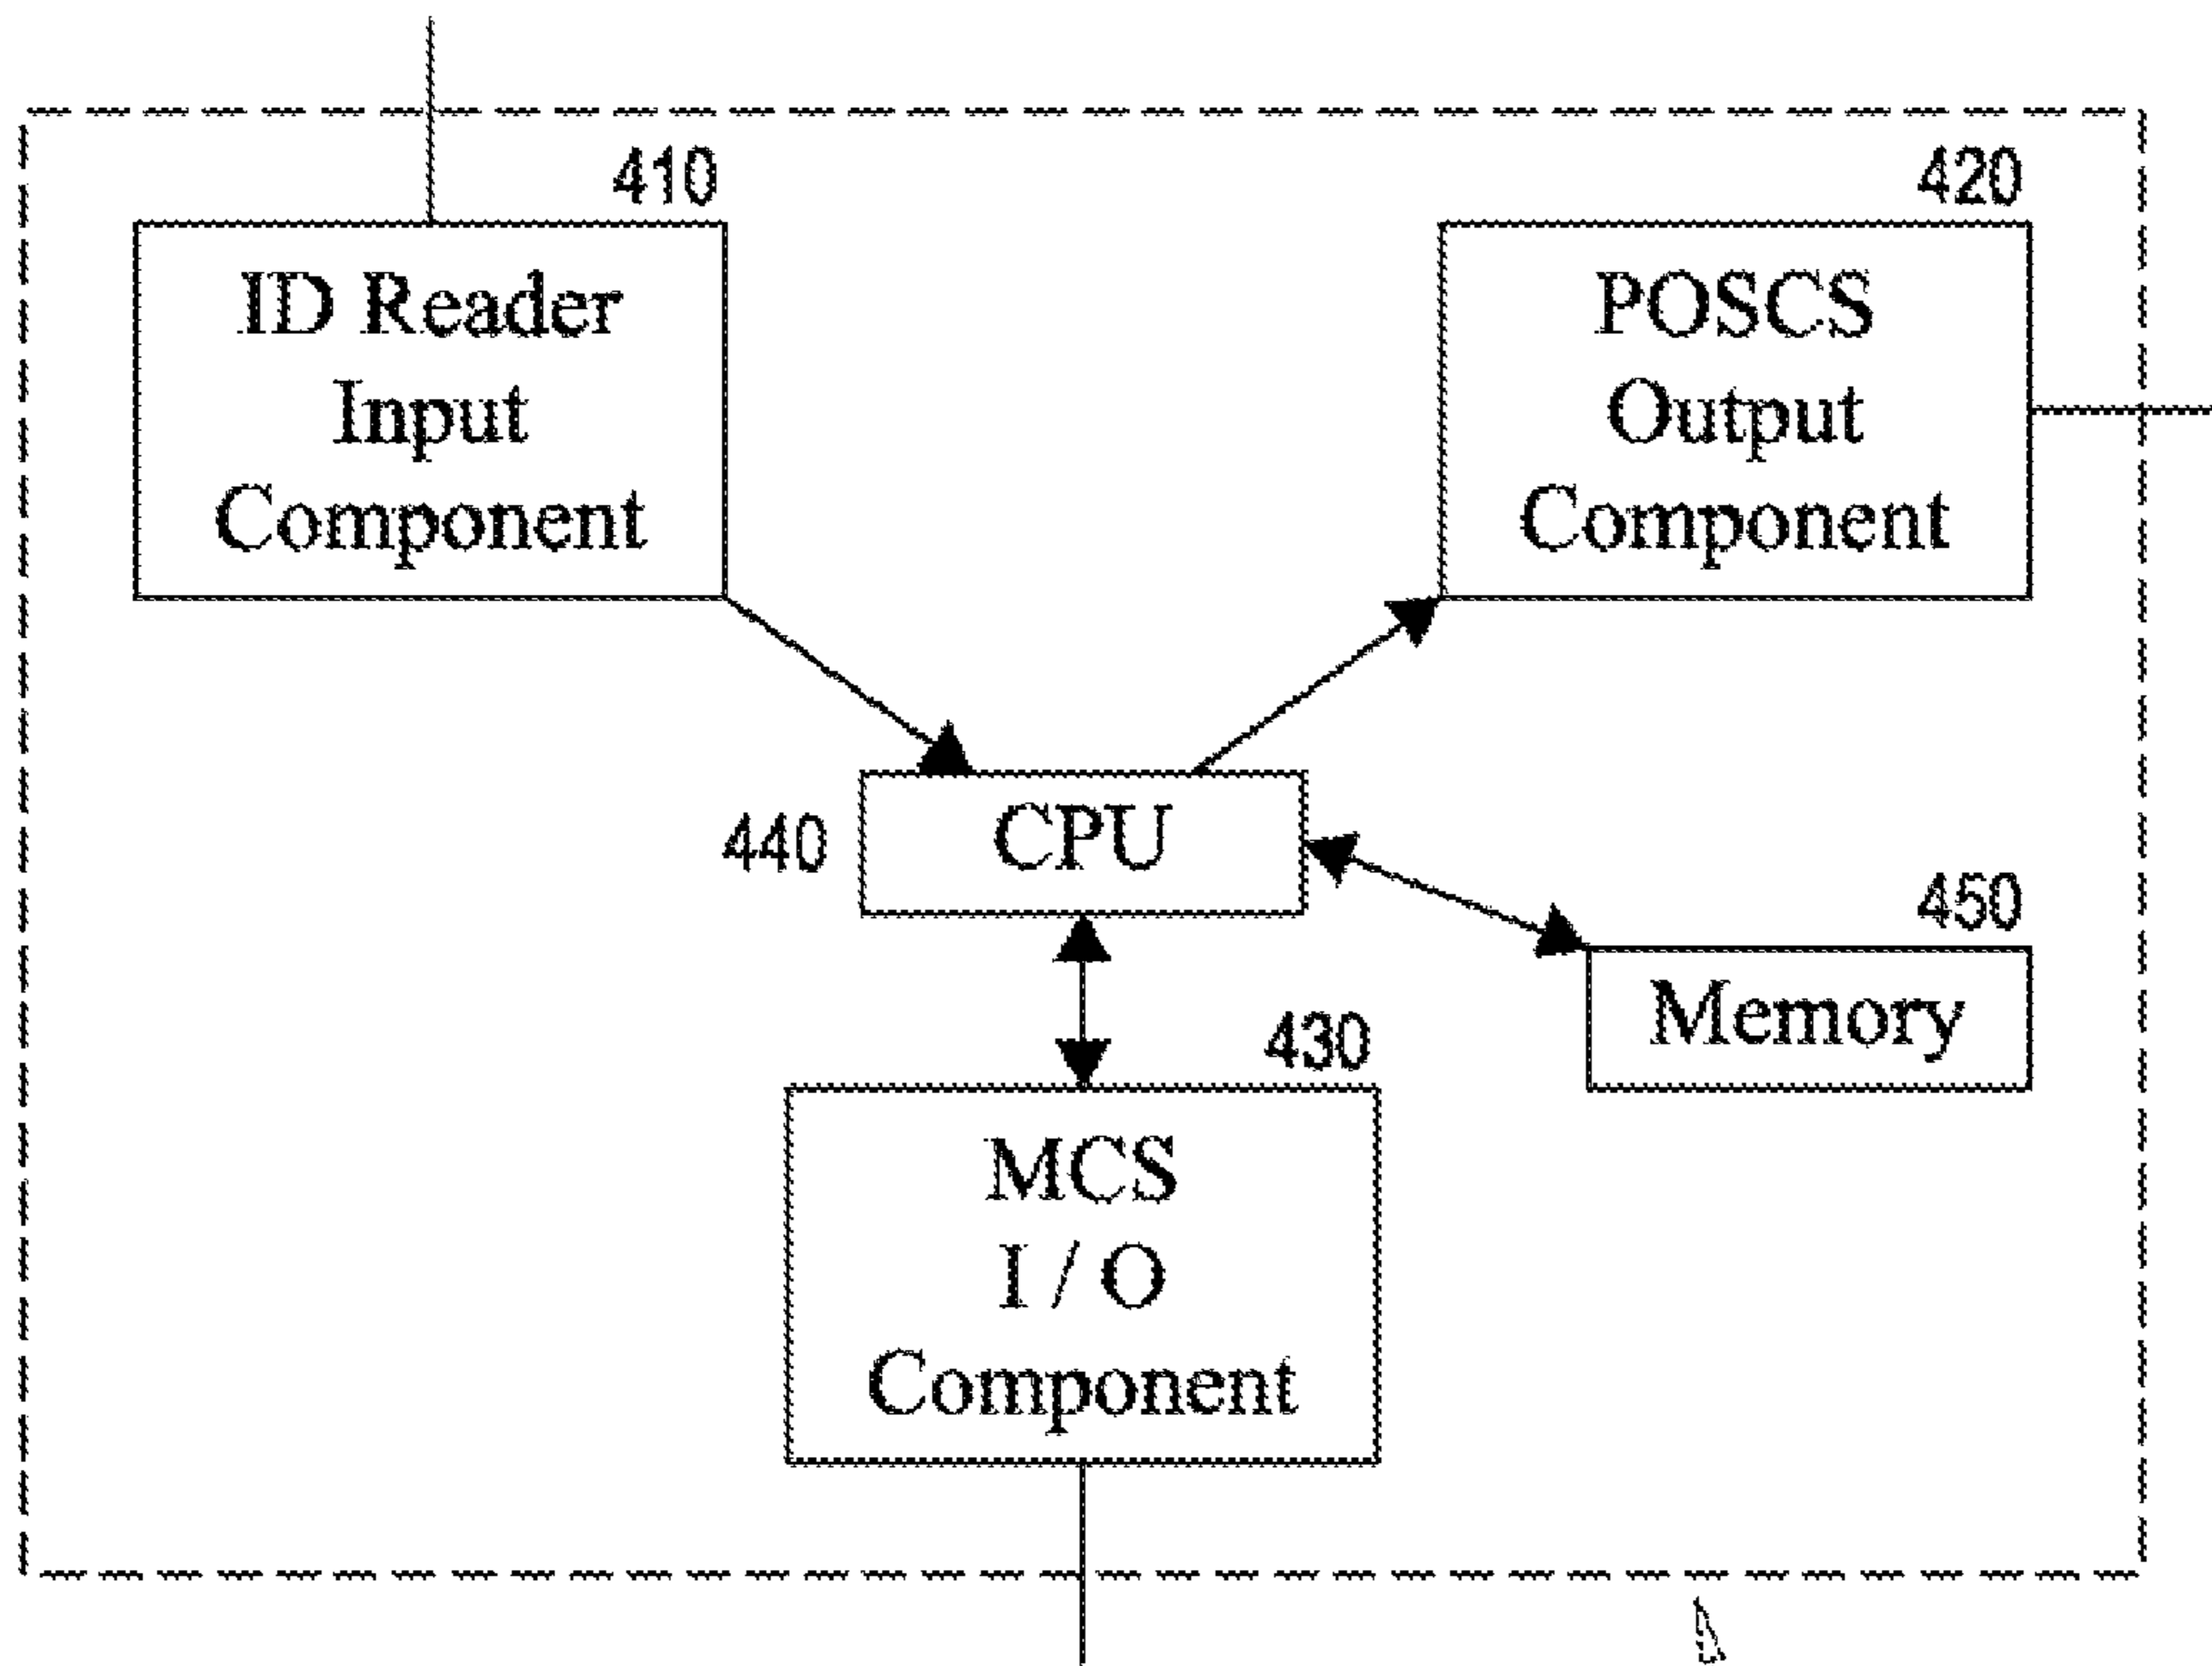 410
ID Reader
Input
Component
420
POSCS
Output
Component
440
CPU
450
Memory
430
MCS
I / O
Component